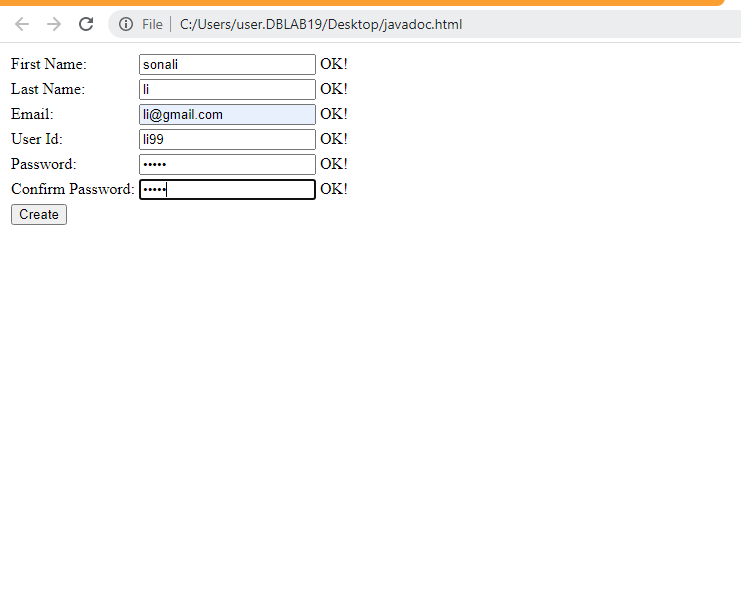 File | C:/Users/user.DBLAB19/Desktop/javadoc.html
First Name: sonali OK!
Last Name: li OK!
Email: li@gmail.com OK!
User Id: li99 OK!
Password: ••••• OK!
Confirm Password: ••••• OK!
Create